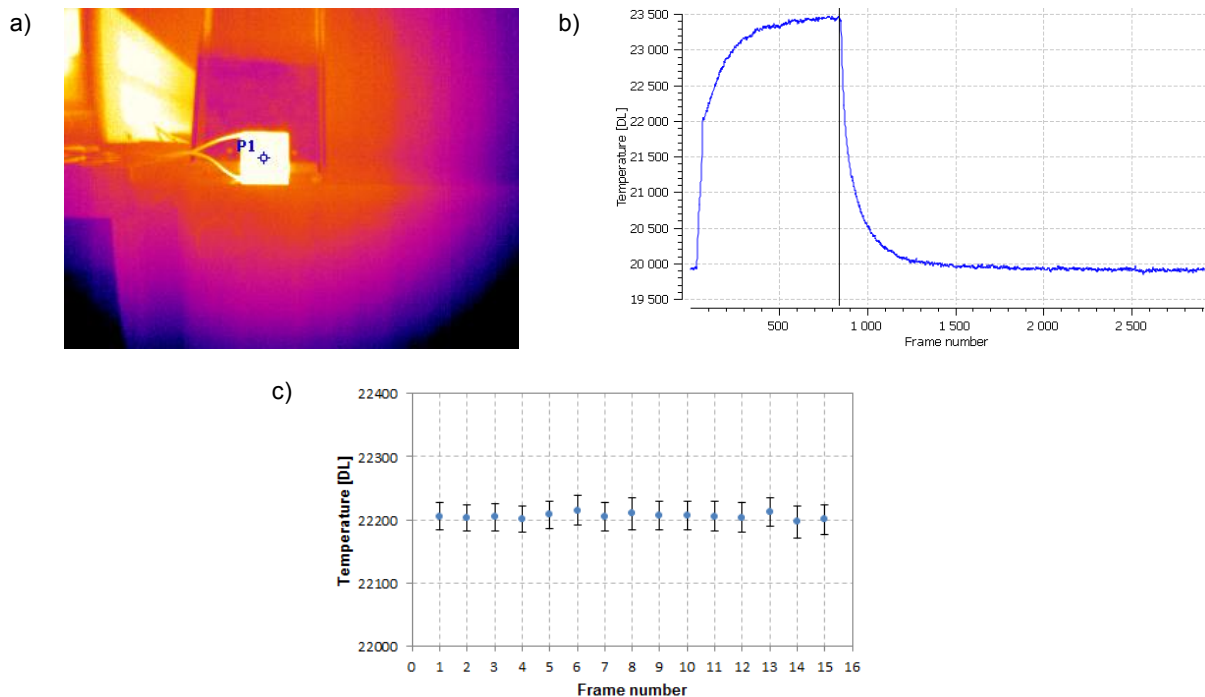 a)
P1
b)
Temperature [DL]
23 500
23 000
22 500
22 000
21 500
21 000
20 500
20 000
19 500
500 1 000 1 500 2 000 2 500
Frame number
c)
Temperature [DL]
22400
22300
22200
22100
22000
0 1 2 3 4 5 6 7 8 9 10 11 12 13 14 15 16
Frame number